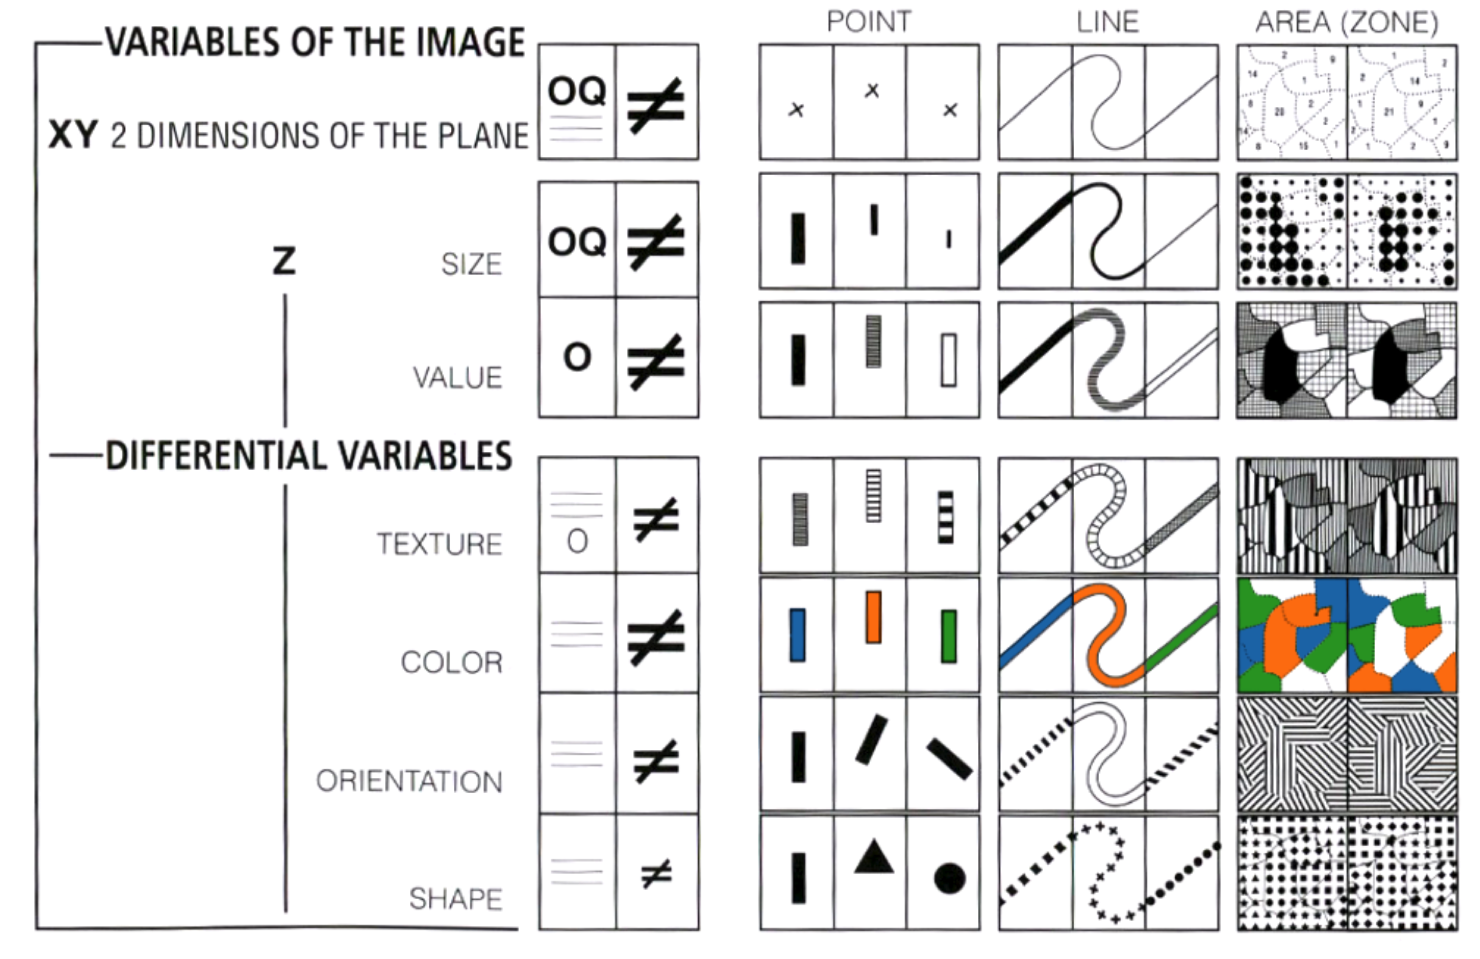 POINT LINE AREA (ZONE)
VARIABLES OF THE IMAGE
OQ ≠
XY 2 DIMENSIONS OF THE PLANE
Z SIZE OQ ≠
VALUE O ≠
DIFFERENTIAL VARIABLES
TEXTURE O ≠
COLOR ≠
ORIENTATION ≠
SHAPE ≠